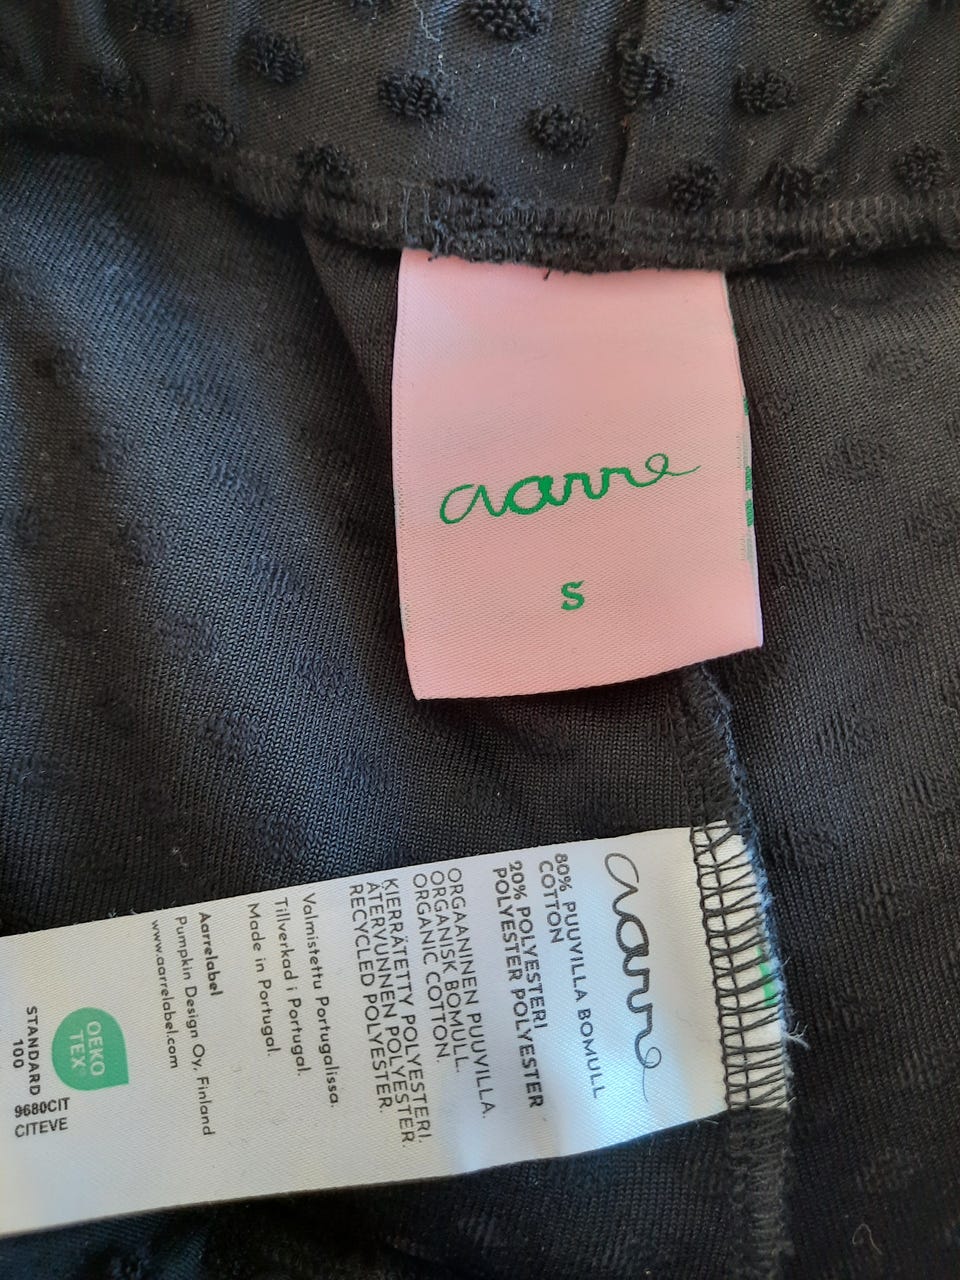 aarre
S
aarre
80% PUUVILLA BOMULL
COTTON
20% POLYESTERI
POLYESTER POLYESTER
ORGANINEN PUUVILLA.
ORGANISK BOMULL.
ORGANIC COTTON.
KIERRÄTETTY POLYESTERI.
ÅTERVUNNEN POLYESTER.
RECYCLED POLYESTER.
Valmistettu Portugalissa.
Tillverkad i Portugal.
Made in Portugal.
Aarrelabel
Pumpkin Design Oy, Finland
www.aarrelabel.com
OEKO
TEX
STANDARD
100
9680CIT
CITEVE